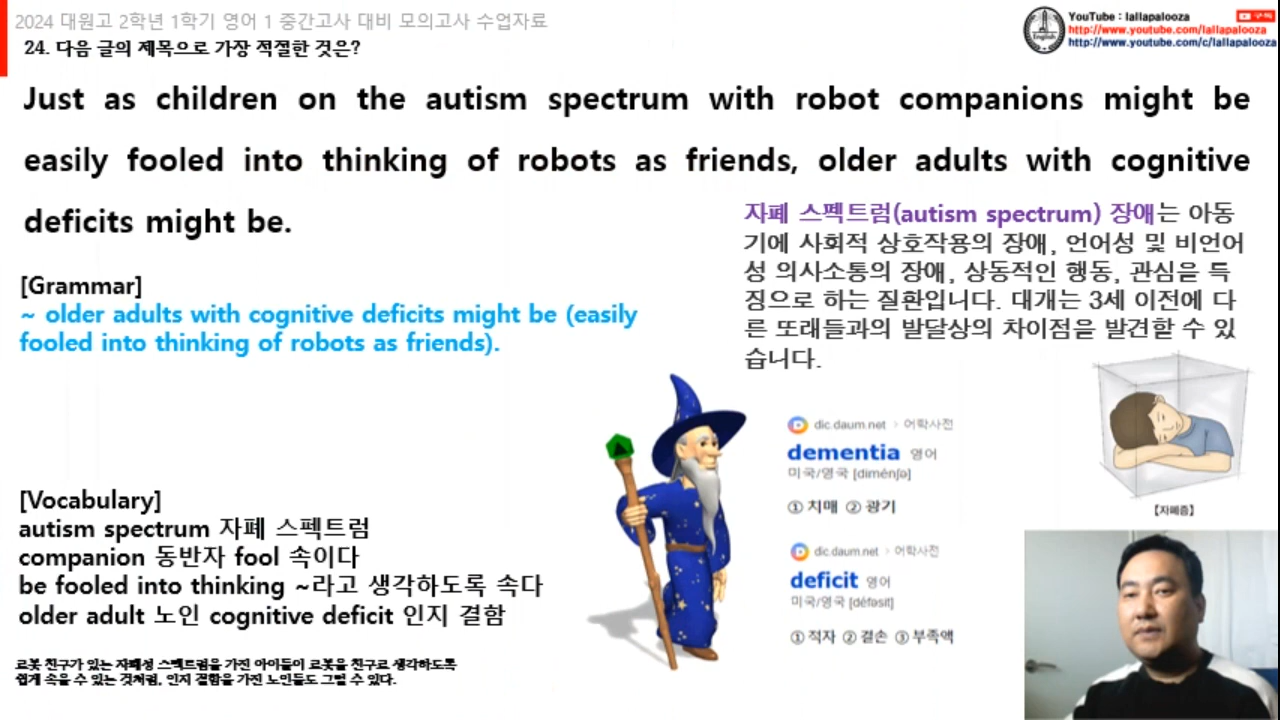 2024 대원고 2학년 1학기 영어 1 중간고사 대비 모의고사 수업자료
24. 다음 글의 제목으로 가장 적절한 것은?
YouTube : lallapalooza
구독
http://www.youtube.com/lallapalooza
http://www.youtube.com/c/lallapalooza
English
Just as children on the autism spectrum with robot companions might be
easily fooled into thinking of robots as friends, older adults with cognitive
deficits might be.
[Grammar]
~ older adults with cognitive deficits might be (easily
fooled into thinking of robots as friends).
자폐 스펙트럼(autism spectrum) 장애는 아동
기에 사회적 상호작용의 장애, 언어성 및 비언어
성 의사소통의 장애, 상동적인 행동, 관심을 특
징으로 하는 질환입니다. 대개는 3세 이전에 다
른 또래들과의 발달상의 차이점을 발견할 수 있
습니다.
dic.daum.net › 어학사전
dementia 영어
미국/영국 [diménʃə]
① 치매 ② 광기
【자폐증】
dic.daum.net › 어학사전
deficit 영어
미국/영국 [défəsit]
① 적자 ② 결손 ③ 부족액
[Vocabulary]
autism spectrum 자폐 스펙트럼
companion 동반자 fool 속이다
be fooled into thinking ~라고 생각하도록 속다
older adult 노인 cognitive deficit 인지 결함
로봇 친구가 있는 자폐성 스펙트럼을 가진 아이들이 로봇을 친구로 생각하도록
쉽게 속을 수 있는 것처럼, 인지 결함을 가진 노인들도 그럴 수 있다.